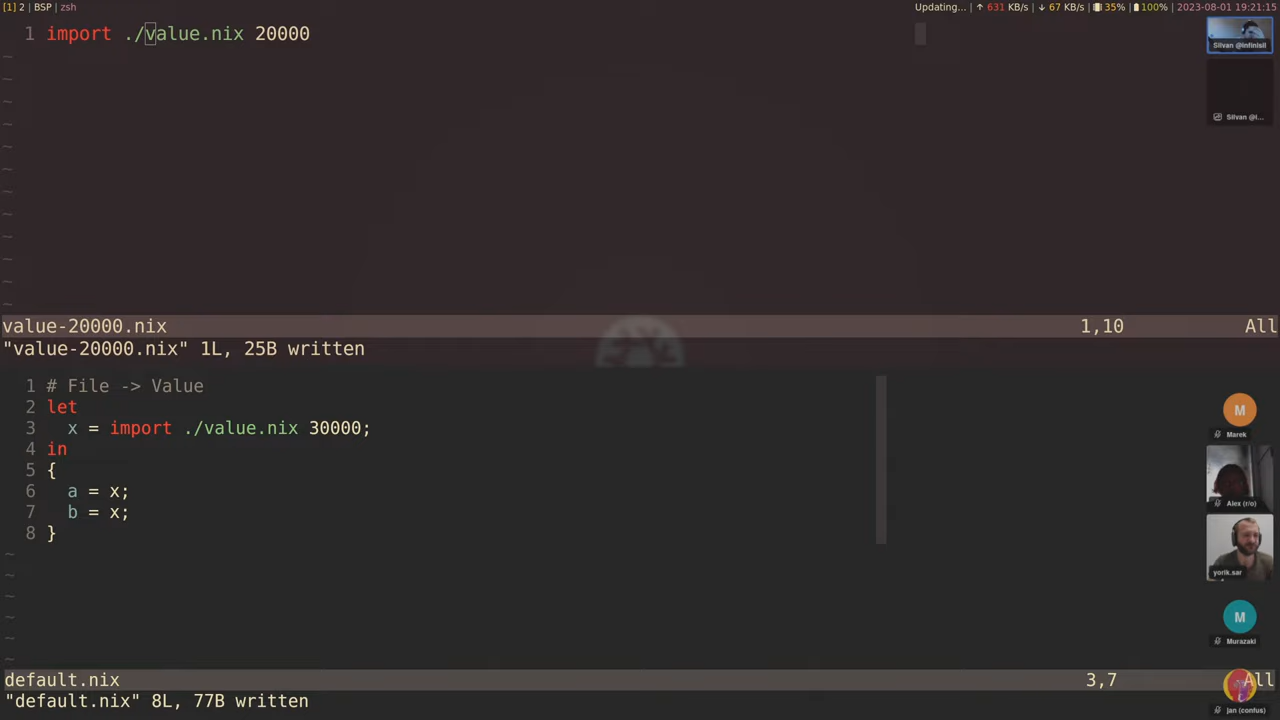 [1] 2 | BSP | zsh
Updating... | ↑ 631 KB/s | ↓ 67 KB/s | 35% | 100% | 2023-08-01 19:21:15
1 import ./value.nix 20000
~
~
~
~
~
~
~
~
~
~
~
~
value-20000.nix 1,10 All
"value-20000.nix" 1L, 25B written
1 # File -> Value
2 let
3 x = import ./value.nix 30000;
4 in
5 {
6 a = x;
7 b = x;
8 }
~
~
~
~
~
~
default.nix 3,7 All
"default.nix" 8L, 77B written
Silvan @infinisil
Silvan @i...
M
Marek
Alex (r/o)
yorik.sar
M
Murazaki
jan (confus)